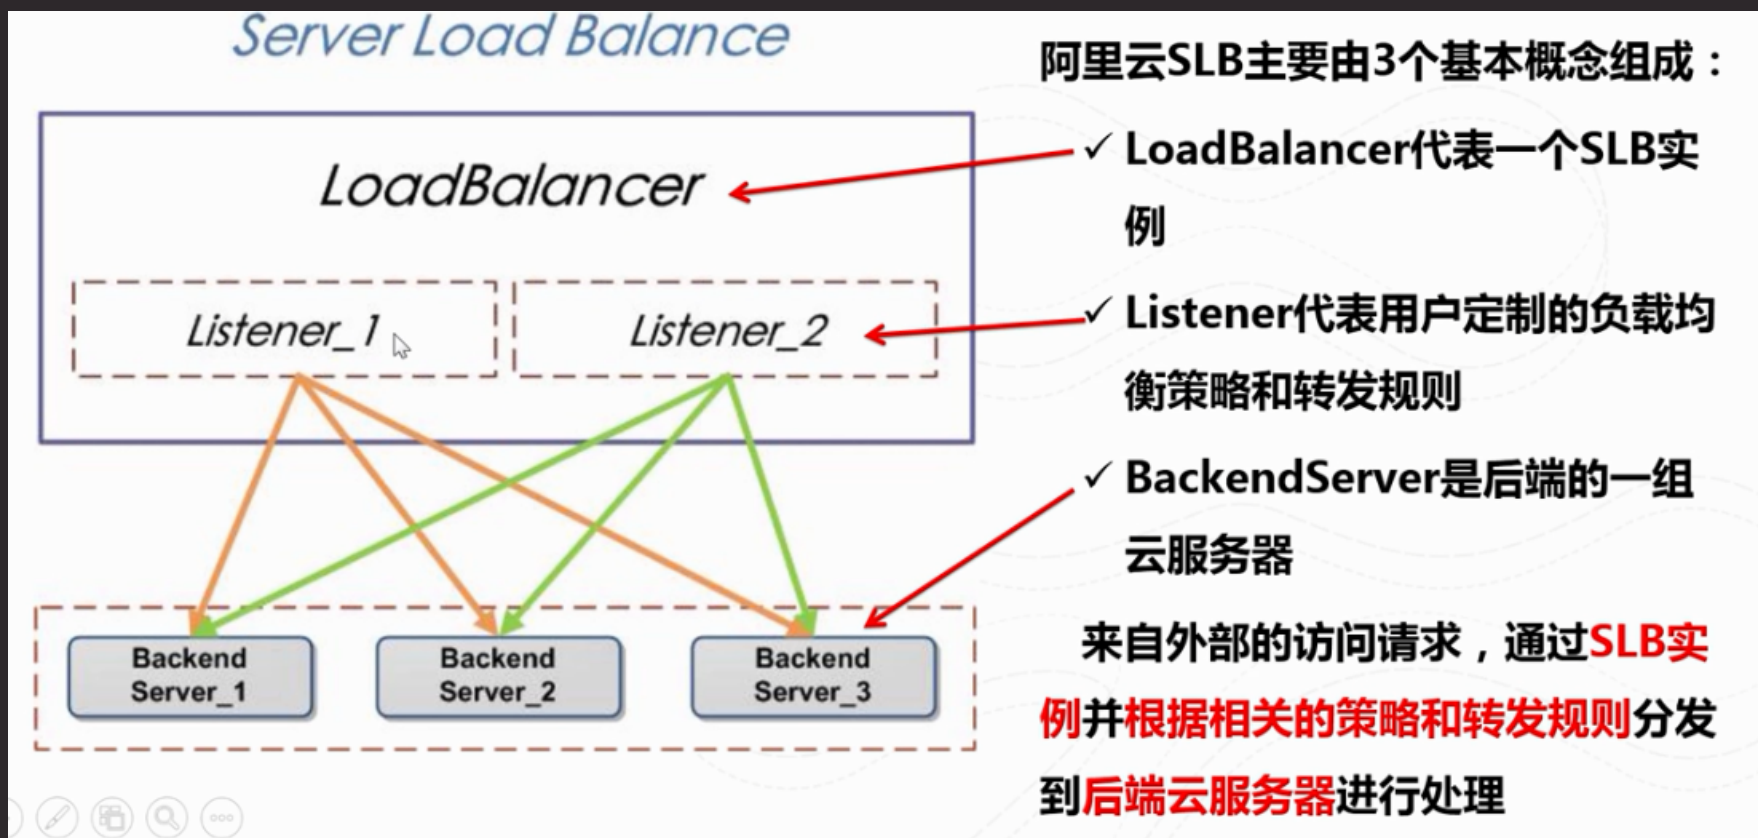 Server Load Balance
LoadBalancer
Listener_1
Listener_2
Backend
Server_1
Backend
Server_2
Backend
Server_3
阿里云SLB主要由3个基本概念组成：
✓ LoadBalancer代表一个SLB实
例
✓ Listener代表用户定制的负载均
衡策略和转发规则
✓ BackendServer是后端的一组
云服务器
来自外部的访问请求，通过SLB实
例并根据相关的策略和转发规则分发
到后端云服务器进行处理